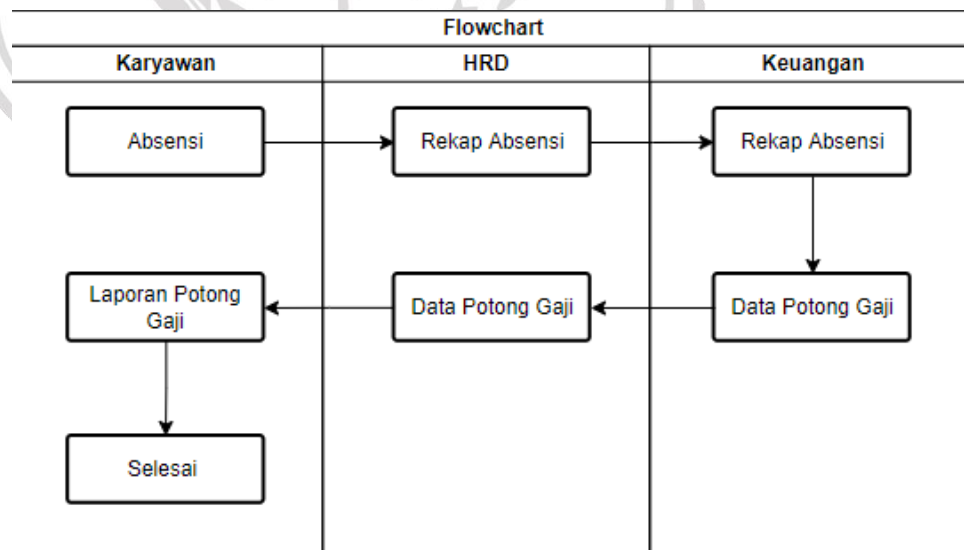 Flowchart
Karyawan
HRD
Keuangan
Absensi
Rekap Absensi
Rekap Absensi
Laporan Potong
Gaji
Data Potong Gaji
Data Potong Gaji
Selesai